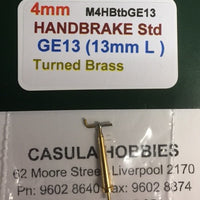 4mm M4HBtbGE13
HANDBRAKE Std
GE13 (13mm L )
Turned Brass
CASULA HOBBIES
62 Moore Street Liverpool 2170
Ph: 9602 8640 Fax: 9602 8874